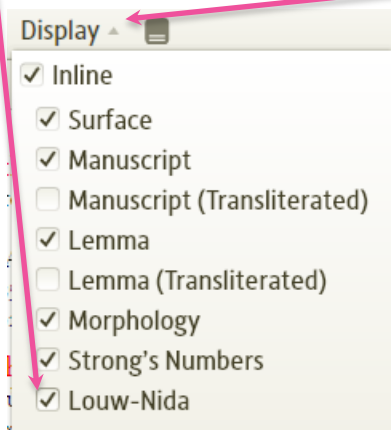 Display
Inline
Surface
Manuscript
Manuscript (Transliterated)
Lemma
Lemma (Transliterated)
Morphology
Strong's Numbers
Louw-Nida